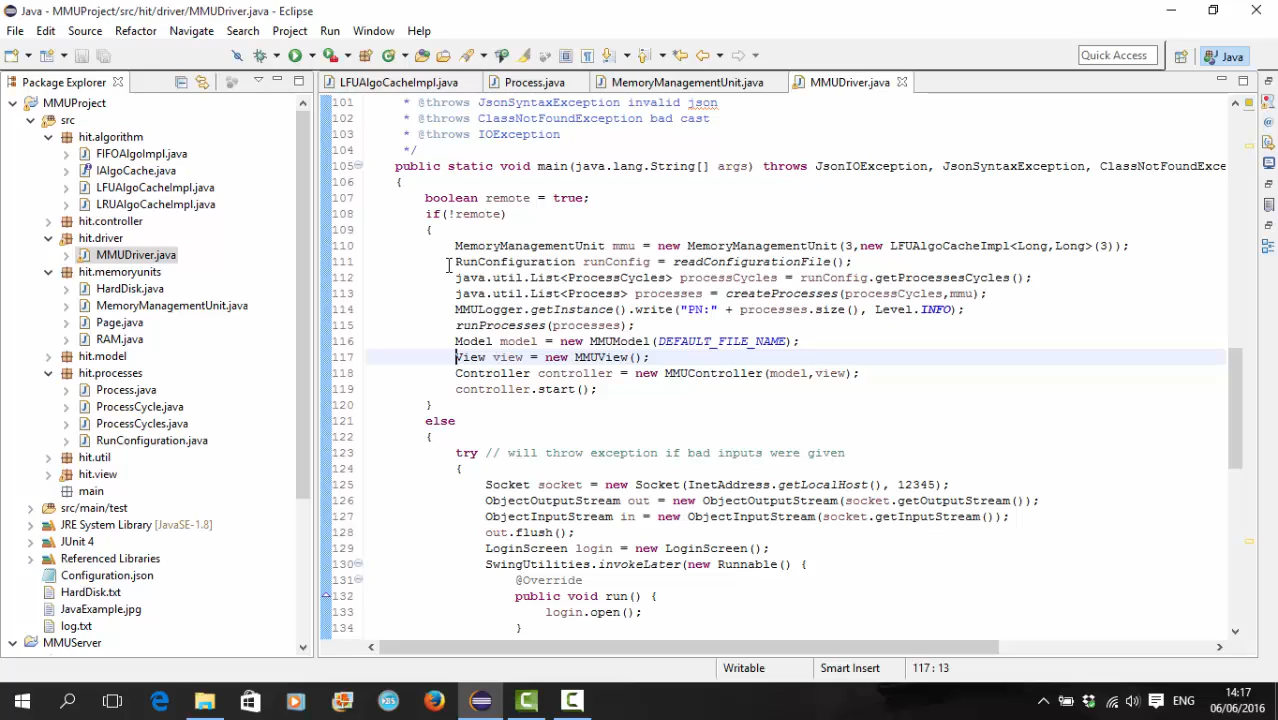 Java - MMUProject/src/hit/driver/MMUDriver.java - Eclipse
File Edit Source Refactor Navigate Search Project Run Window Help
Quick Access
Java
Package Explorer
LFUAlgoCacheImpl.java
Process.java
MemoryManagementUnit.java
MMUDriver.java
MMUProject
src
hit.algorithm
FIFOAlgoImpl.java
IAlgoCache.java
LFUAlgoCacheImpl.java
LRUAlgoCacheImpl.java
hit.controller
hit.driver
MMUDriver.java
hit.memoryunits
HardDisk.java
MemoryManagementUnit.java
Page.java
RAM.java
hit.model
hit.processes
Process.java
ProcessCycle.java
ProcessCycles.java
RunConfiguration.java
hit.util
hit.view
main
src/main/test
JRE System Library [JavaSE-1.8]
JUnit 4
Referenced Libraries
Configuration.json
HardDisk.txt
JavaExample.jpg
log.txt
MMUServer
101 * @throws JsonSyntaxException invalid json
102 * @throws ClassNotFoundException bad cast
103 * @throws IOException
104 */
105 public static void main(java.lang.String[] args) throws JsonIOException, JsonSyntaxException, ClassNotFoundExce
106 {
107 boolean remote = true;
108 if(!remote)
109 {
110 MemoryManagementUnit mmu = new MemoryManagementUnit(3,new LFUAlgoCacheImpl<Long,Long>(3));
111 RunConfiguration runConfig = readConfigurationFile();
112 java.util.List<ProcessCycles> processCycles = runConfig.getProcessesCycles();
113 java.util.List<Process> processes = createProcesses(processCycles,mmu);
114 MMULogger.getInstance().write("PN:" + processes.size(), Level.INFO);
115 runProcesses(processes);
116 Model model = new MMUModel(DEFAULT_FILE_NAME);
117 View view = new MMUView();
118 Controller controller = new MMUController(model,view);
119 controller.start();
120 }
121 else
122 {
123 try // will throw exception if bad inputs were given
124 {
125 Socket socket = new Socket(InetAddress.getLocalHost(), 12345);
126 ObjectOutputStream out = new ObjectOutputStream(socket.getOutputStream());
127 ObjectInputStream in = new ObjectInputStream(socket.getInputStream());
128 out.flush();
129 LoginScreen login = new LoginScreen();
130 SwingUtilities.invokeLater(new Runnable() {
131 @Override
132 public void run() {
133 login.open();
134 }
Writable
Smart Insert
117 : 13
ENG
14:17
06/06/2016